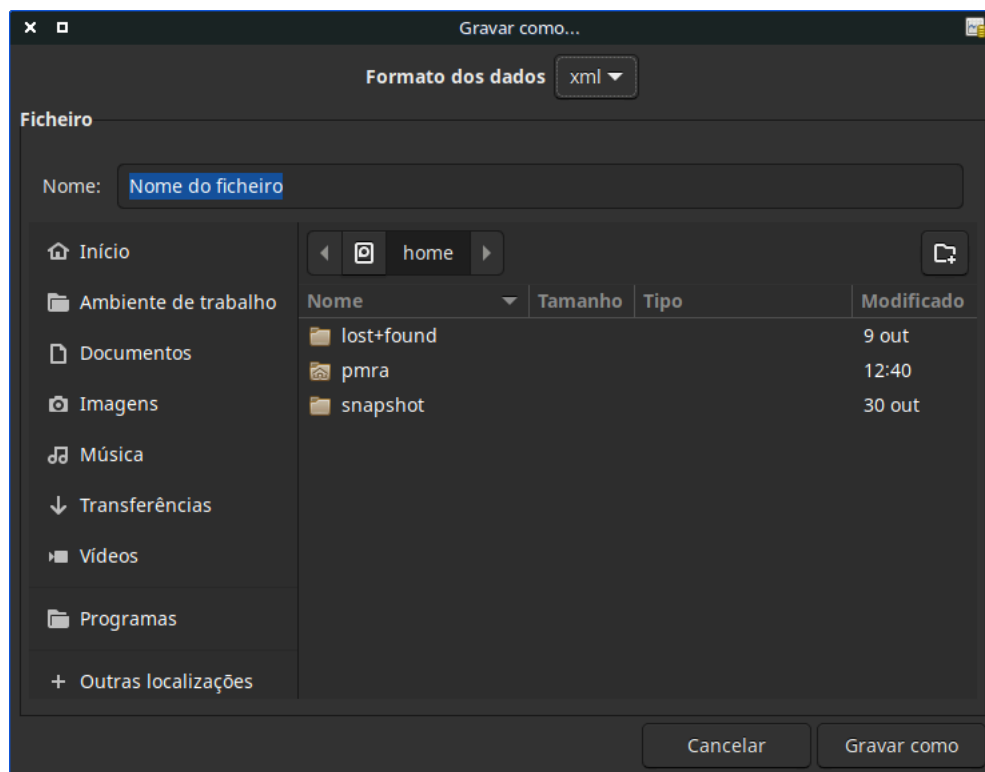 Gravar como...
Formato dos dados xml
Ficheiro
Nome: Nome do ficheiro
Início
Ambiente de trabalho
Documentos
Imagens
Música
Transferências
Vídeos
Programas
Outras localizações
home
Nome Tamanho Tipo Modificado
lost+found 9 out
pmra 12:40
snapshot 30 out
Cancelar Gravar como